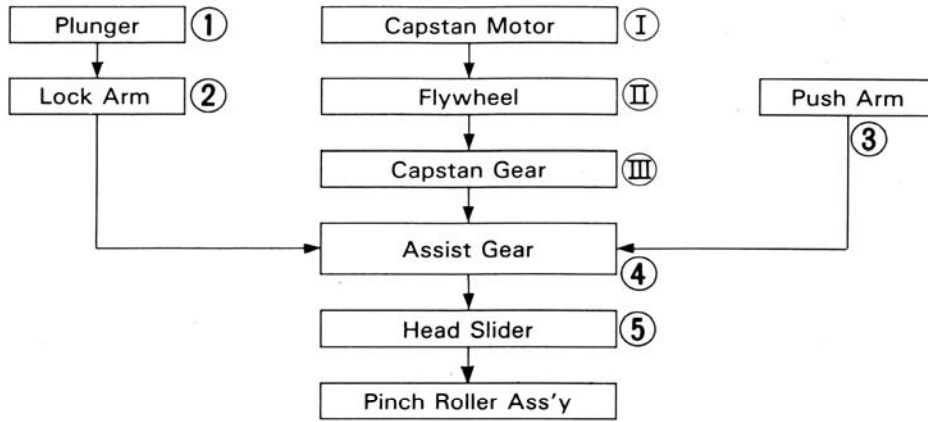 Plunger ①
Capstan Motor Ⓘ
Lock Arm ②
Flywheel Ⅱ
Push Arm
③
Capstan Gear Ⅲ
Assist Gear
④
Head Slider ⑤
Pinch Roller Ass'y